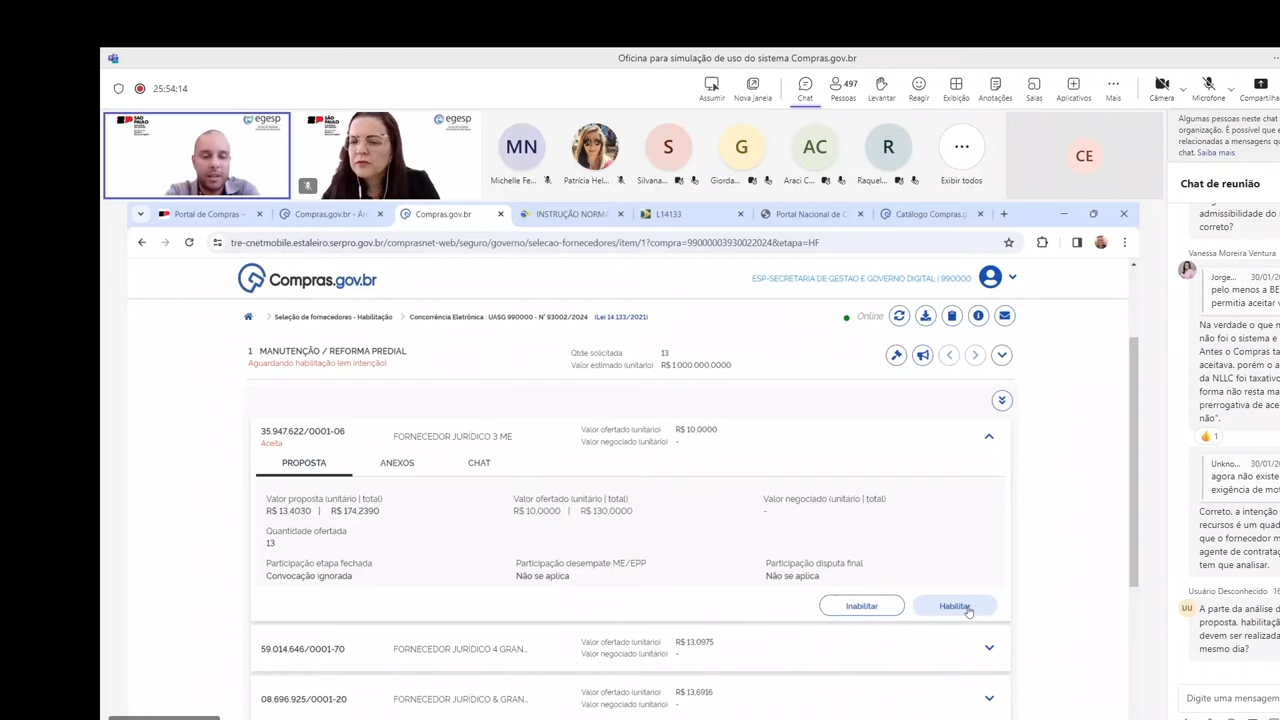 Oficina para simulação de uso do sistema Compras.gov.br
25:54:14
Assumir
Nova janela
Chat
497
Pessoas
Levantar
Reagir
Exibição
Anotações
Salas
Aplicativos
Mais
Câmera
Microfone
Compartilha
SÃO PAULO
egesp
SÃO PAULO
egesp
MN
Michelle Fe...
Patrícia Hel...
S
Silvana...
G
Giorda...
AC
Araci C...
R
Raquel...
Exibir todos
CE
Algumas pessoas neste chat
organização. É possível que e
relacionadas a mensagens qu
chat. Saiba mais
Chat de reunião
Portal de Compras -
Compras.gov.br - Ár
Compras.gov.br
INSTRUÇÃO NORMA
L14133
Portal Nacional de C
Catálogo Compras.g
tre-cnetmobile.estaleiro.serpro.gov.br/comprasnet-web/seguro/governo/selecao-fornecedores/item/1?compra=99000003930022024&etapa=HF
Compras.gov.br
ESP-SECRETARIA DE GESTAO E GOVERNO DIGITAL | 990000
Seleção de fornecedores - Habilitação
Concorrência Eletrônica : UASG 990000 - N° 93002/2024 (Lei 14.133/2021)
Online
1 MANUTENÇÃO / REFORMA PREDIAL
Aguardando habilitação (em intenção)
Qtde solicitada 13
Valor estimado (unitário) R$ 1.000.000,0000
35.947.622/0001-06
Aceita
FORNECEDOR JURÍDICO 3 ME
Valor ofertado (unitário) R$ 10,0000
Valor negociado (unitário) -
PROPOSTA
ANEXOS
CHAT
Valor proposta (unitário | total)
R$ 13,4030 | R$ 174,2390
Valor ofertado (unitário | total)
R$ 10,0000 | R$ 130,0000
Valor negociado (unitário | total)
-
Quantidade ofertada
13
Participação etapa fechada
Convocação ignorada
Participação desempate ME/EPP
Não se aplica
Participação disputa final
Não se aplica
Inabilitar
Habilitar
59.014.646/0001-70
FORNECEDOR JURÍDICO 4 GRAN...
Valor ofertado (unitário) R$ 13,0975
Valor negociado (unitário) -
08.696.925/0001-20
FORNECEDOR JURÍDICO & GRAN...
Valor ofertado (unitário) R$ 13,6916
Valor negociado (unitário) -
admissibilidade do
correto?
Vanessa Moreira Ventura
Jorge... 30/01/2
pelo menos a BE
permitia aceitar
Na verdade o que m
não foi o sistema e
Antes o Compras ta
aceitava. porém o a
da NLLC foi taxativo
forma não resta ma
prerrogativa de ace
não".
1
Unkno... 30/01/20
agora não existe
exigência de mot
Correto. a intenção
recursos é um quad
que o fornecedor m
agente de contrataç
tem que analisar.
Usuário Desconhecido 16
UU
A parte da análise d
proposta, habilitaçã
devem ser realizada
mesmo dia?
Digite uma mensagem